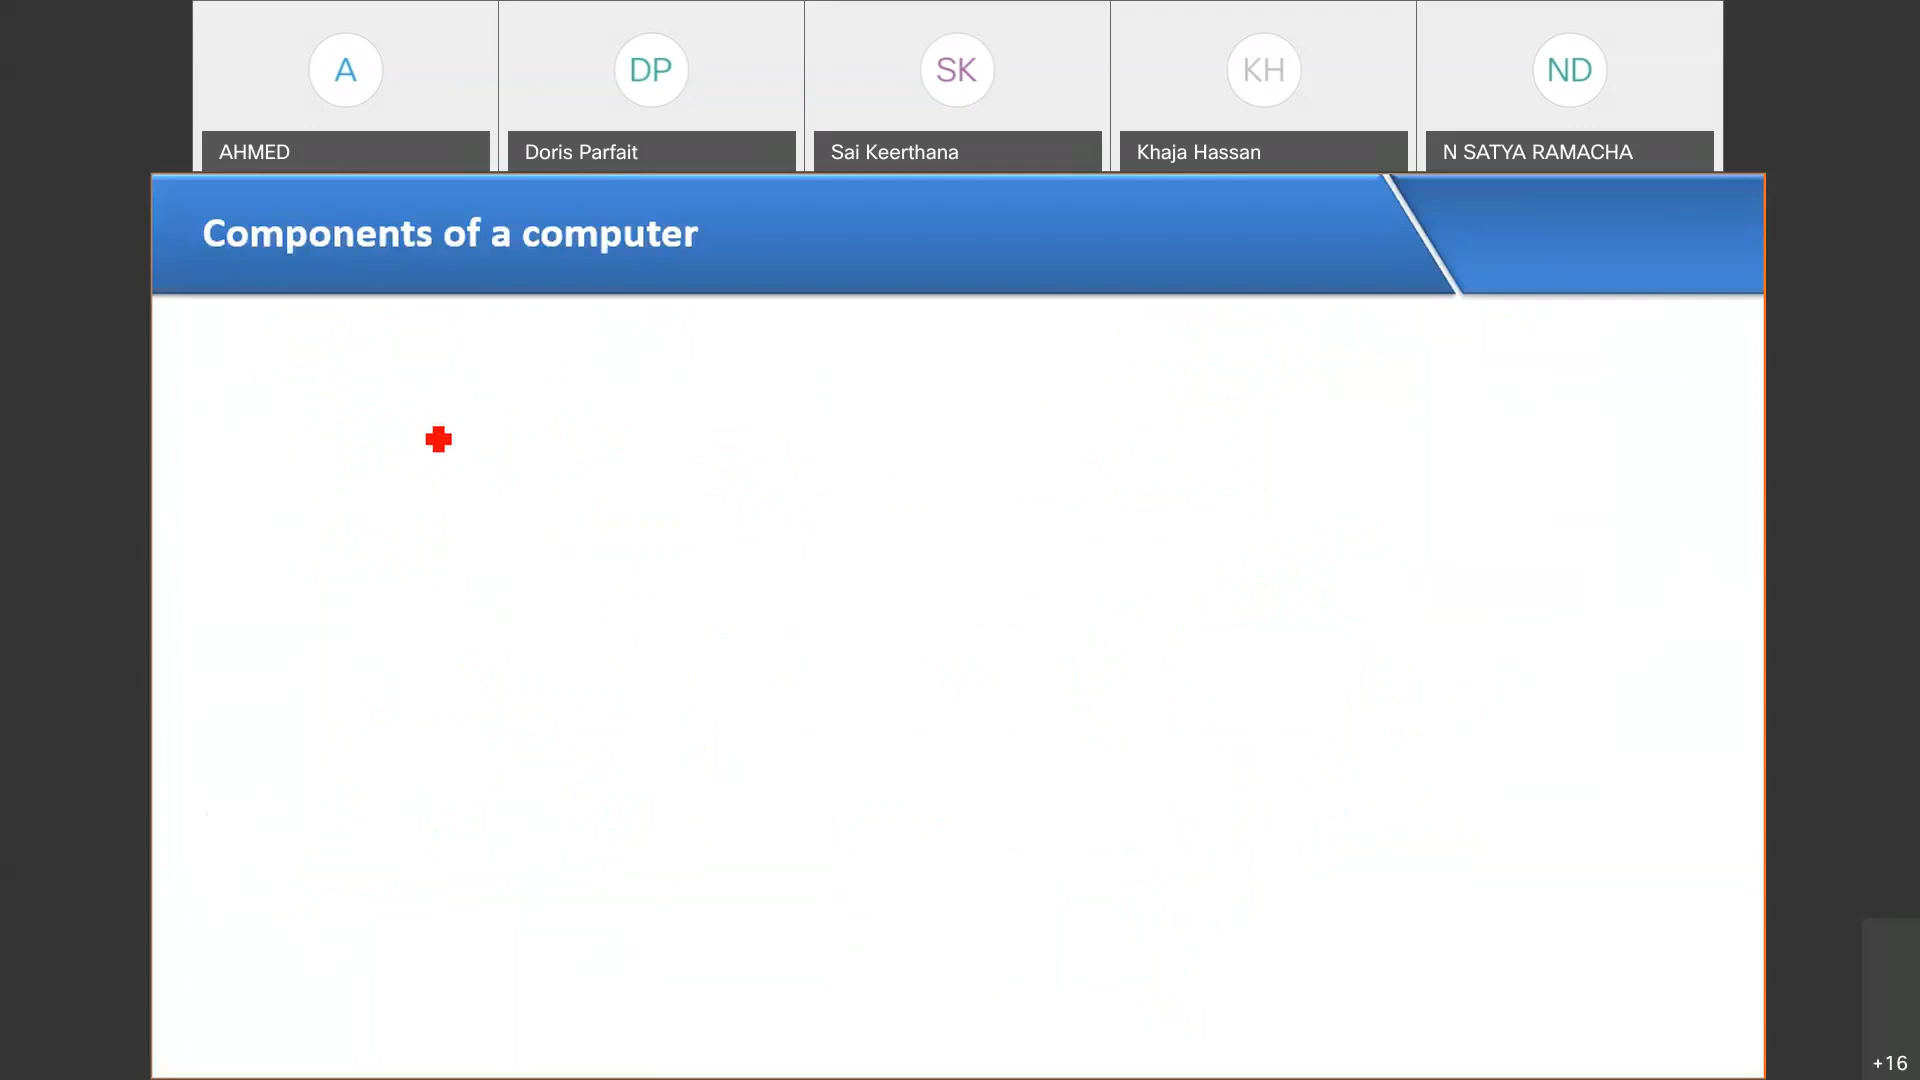 A
DP
SK
KH
ND
AHMED
Doris Parfait
Sai Keerthana
Khaja Hassan
N SATYA RAMACHA
Components of a computer
+16